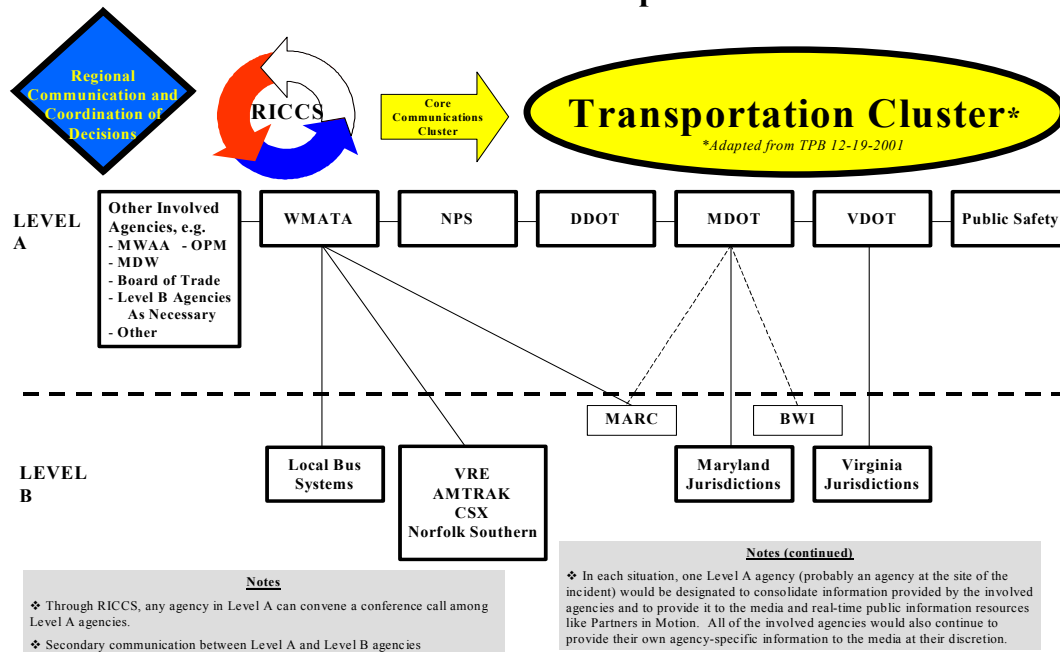 Regional
Communication and
Coordination of
Decisions
RICCS
Core
Communications
Cluster
Transportation Cluster*
*Adapted from TPB 12-19-2001
LEVEL
A
Other Involved
Agencies, e.g.
- MWAA - OPM
- MDW
- Board of Trade
- Level B Agencies
As Necessary
- Other
WMATA
NPS
DDOT
MDOT
VDOT
Public Safety
MARC
BWI
LEVEL
B
Local Bus
Systems
VRE
AMTRAK
CSX
Norfolk Southern
Maryland
Jurisdictions
Virginia
Jurisdictions
Notes
❖ Through RICCS, any agency in Level A can convene a conference call among
Level A agencies.
❖ Secondary communication between Level A and Level B agencies
Notes (continued)
❖ In each situation, one Level A agency (probably an agency at the site of the
incident) would be designated to consolidate information provided by the involved
agencies and to provide it to the media and real-time public information resources
like Partners in Motion. All of the involved agencies would also continue to
provide their own agency-specific information to the media at their discretion.